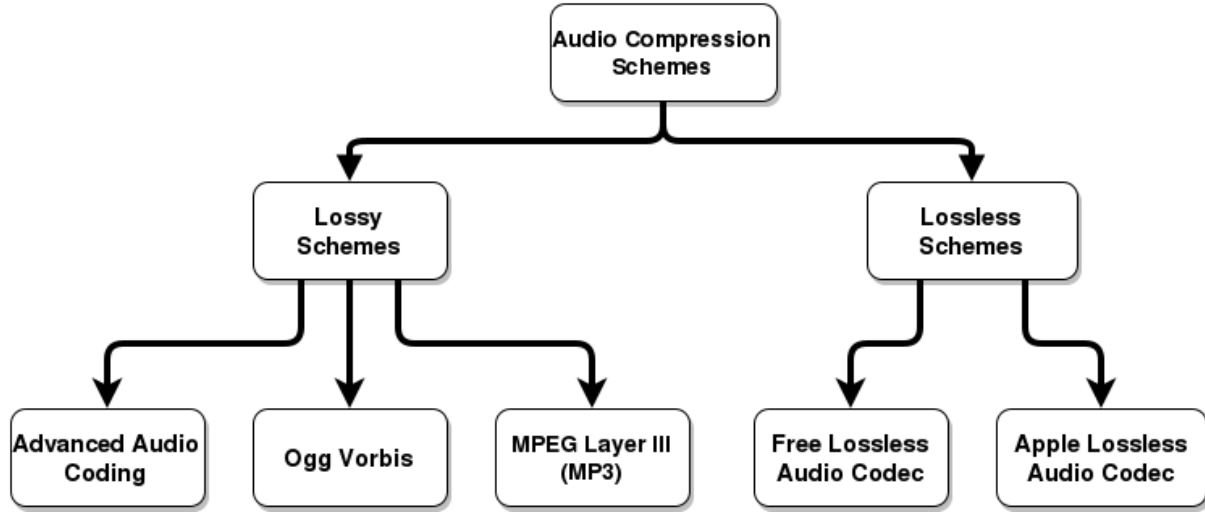 Audio Compression
Schemes
Lossy
Schemes
Lossless
Schemes
Advanced Audio
Coding
Ogg Vorbis
MPEG Layer III
(MP3)
Free Lossless
Audio Codec
Apple Lossless
Audio Codec